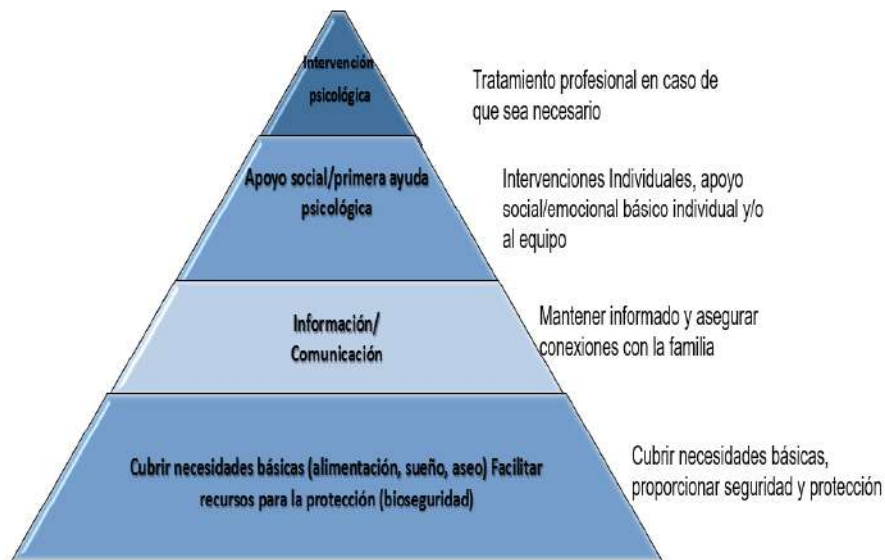 Intervención
psicológica
Tratamiento profesional en caso de
que sea necesario
Apoyo social/primera ayuda
psicológica
Intervenciones Individuales, apoyo
social/emocional básico individual y/o
al equipo
Información/
Comunicación
Mantener informado y asegurar
conexiones con la familia
Cubrir necesidades básicas (alimentación, sueño, aseo) Facilitar
recursos para la protección (bioseguridad)
Cubrir necesidades básicas,
proporcionar seguridad y protección